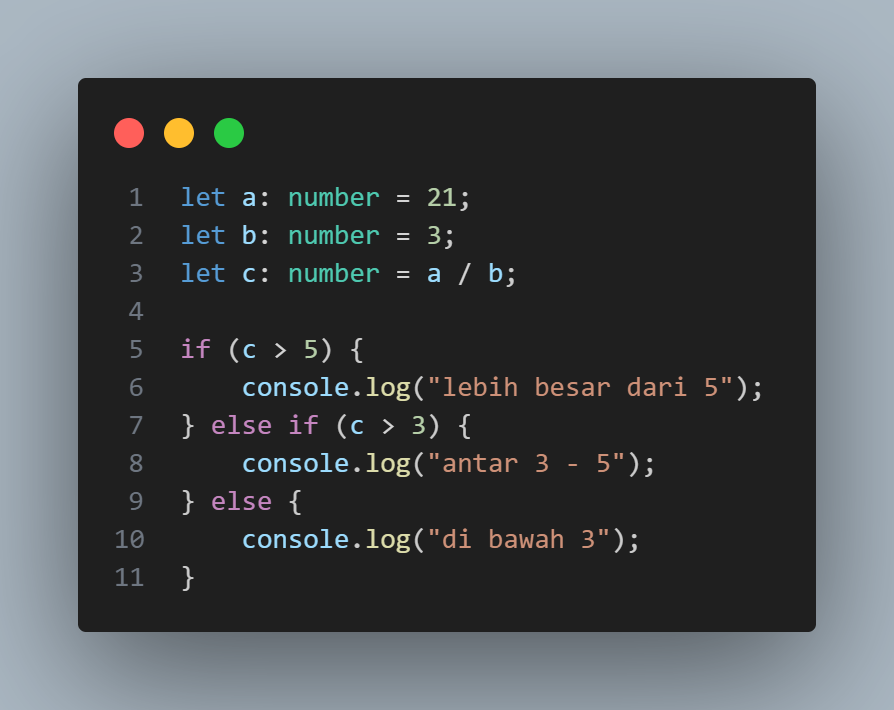 1 let a: number = 21;
2 let b: number = 3;
3 let c: number = a / b;
4
5 if (c > 5) {
6     console.log("lebih besar dari 5");
7 } else if (c > 3) {
8     console.log("antar 3 - 5");
9 } else {
10     console.log("di bawah 3");
11 }